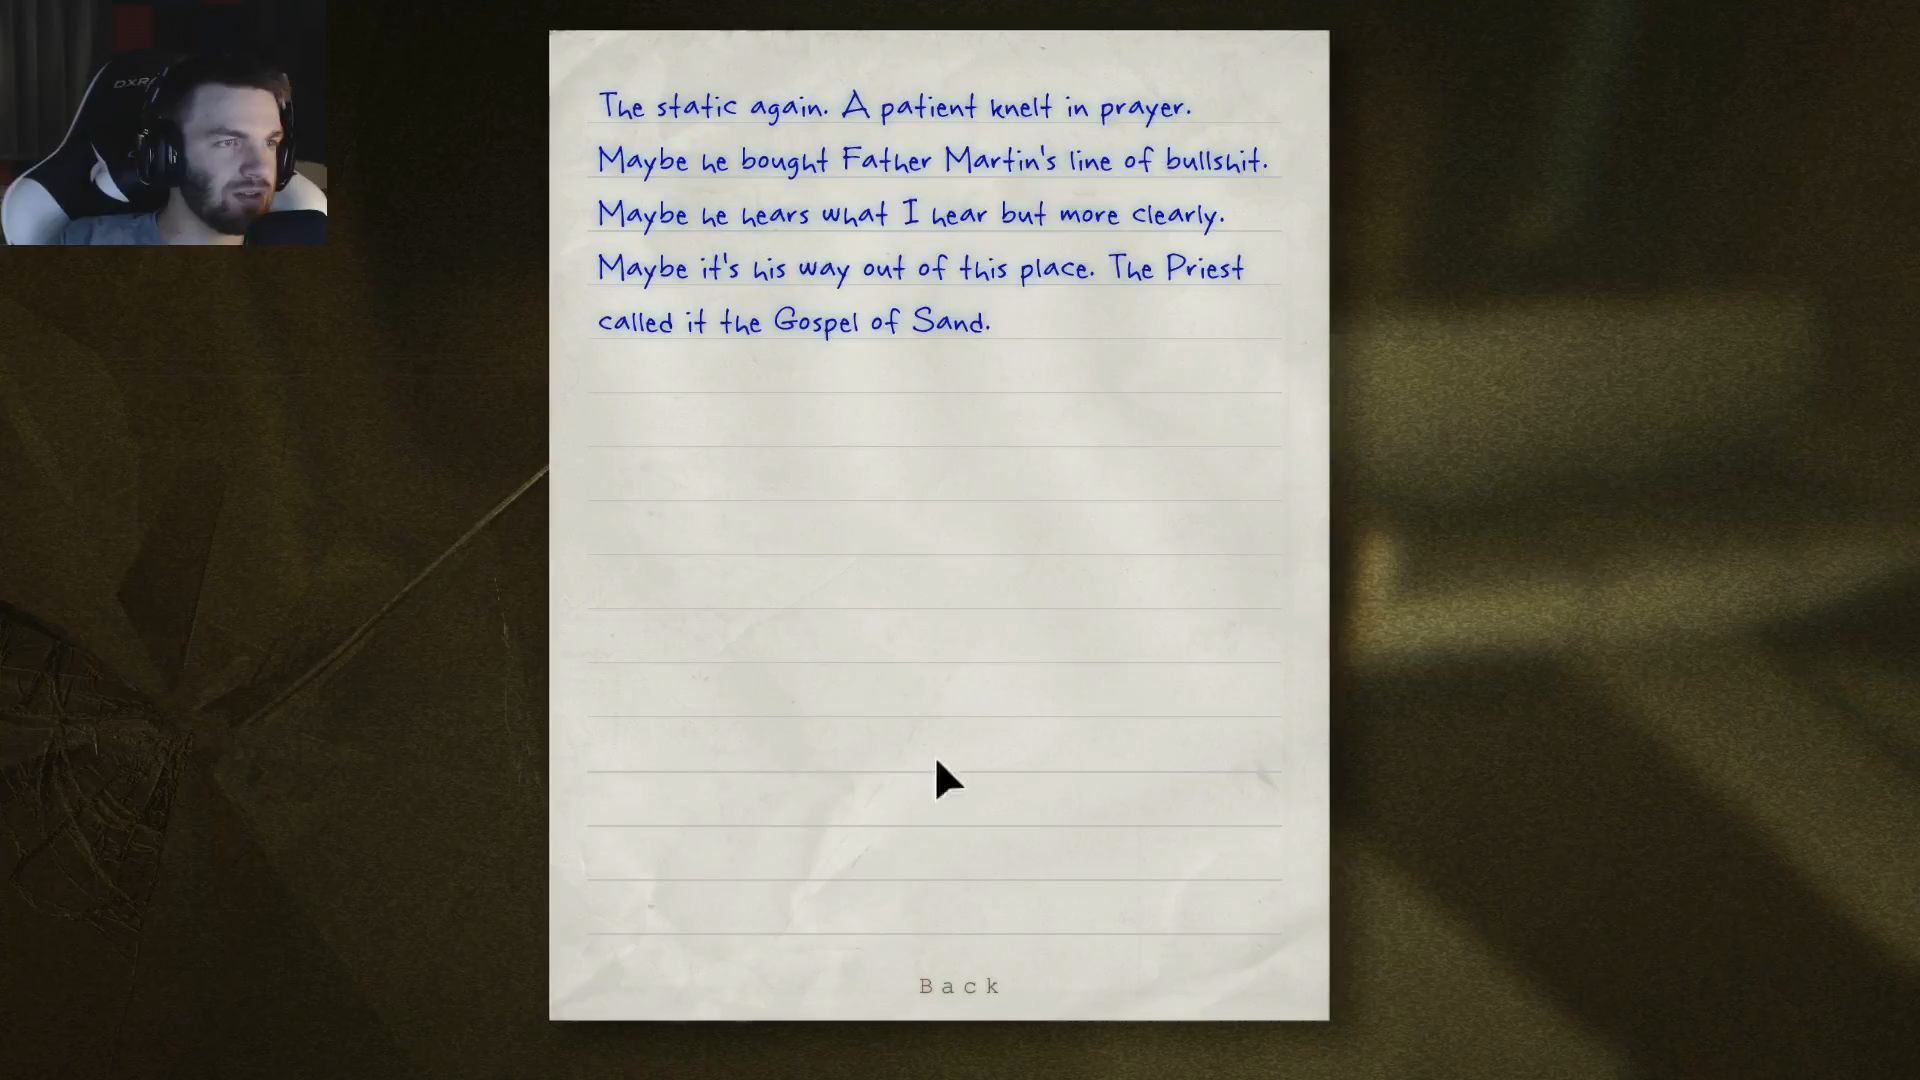 DXR
The static again. A patient knelt in prayer.
Maybe he bought Father Martin's line of bullshit.
Maybe he hears what I hear but more clearly.
Maybe it's his way out of this place. The Priest
called it the Gospel of Sand.
Back